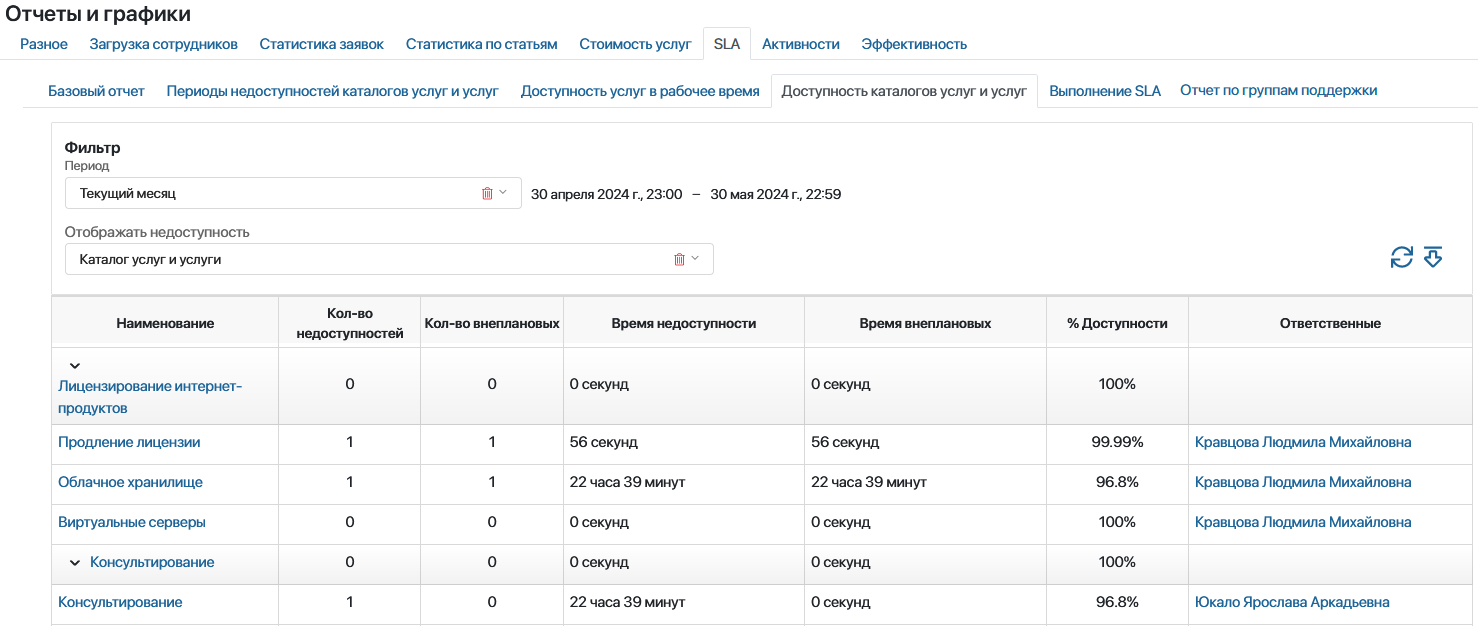 Отчеты и графики
Разное Загрузка сотрудников Статистика заявок Статистика по статьям Стоимость услуг SLA Активности Эффективность
Базовый отчет Периоды недоступностей каталогов услуг и услуг Доступность услуг в рабочее время Доступность каталогов услуг и услуг Выполнение SLA Отчет по группам поддержки
Фильтр
Период
Текущий месяц 30 апреля 2024 г., 23:00 – 30 мая 2024 г., 22:59
Отображать недоступность
Каталог услуг и услуги
Наименование Кол-во недоступностей Кол-во внеплановых Время недоступности Время внеплановых % Доступности Ответственные
Лицензирование интернет-
продуктов 0 0 0 секунд 0 секунд 100%
Продление лицензии 1 1 56 секунд 56 секунд 99.99% Кравцова Людмила Михайловна
Облачное хранилище 1 1 22 часа 39 минут 22 часа 39 минут 96.8% Кравцова Людмила Михайловна
Виртуальные серверы 0 0 0 секунд 0 секунд 100% Кравцова Людмила Михайловна
Консультирование 0 0 0 секунд 0 секунд 100%
Консультирование 1 0 22 часа 39 минут 0 секунд 96.8% Юкало Ярослава Аркадьевна